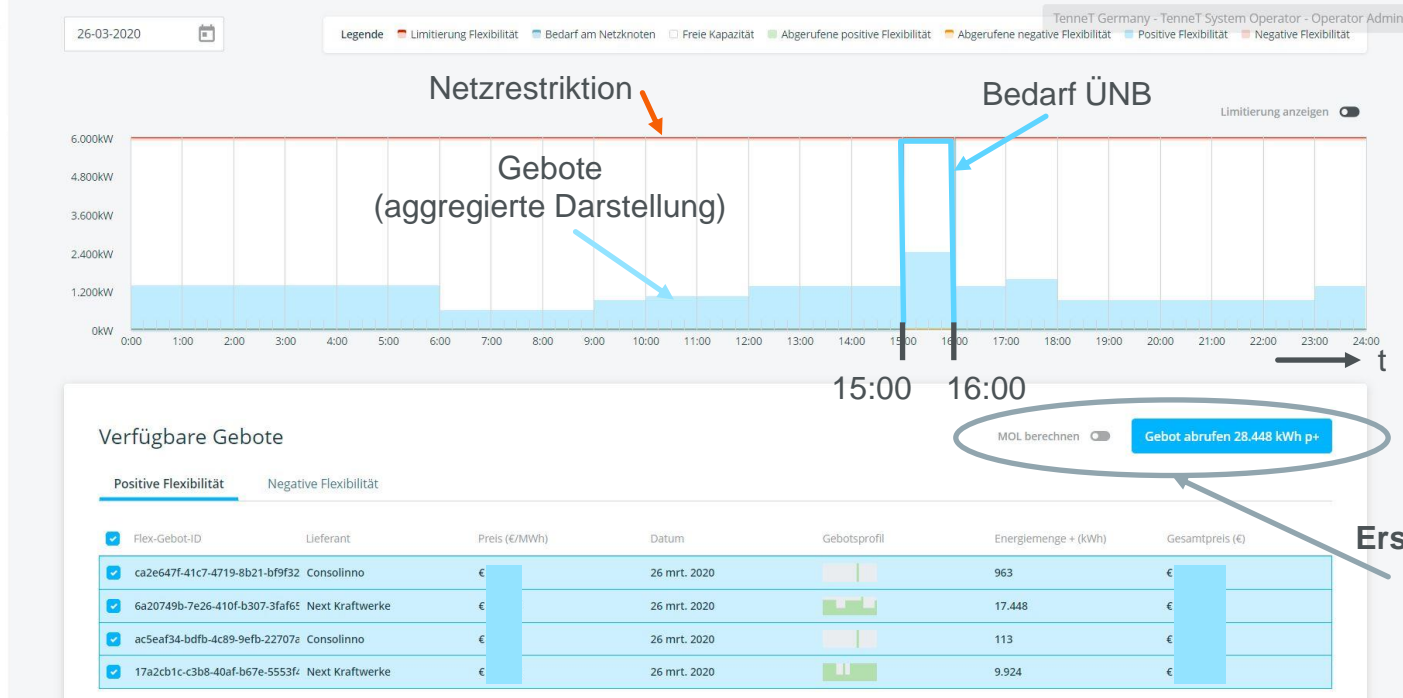 TenneT Germany - TenneT System Operator - Operator Admin
26-03-2020
Legende Limitierung Flexibilität Bedarf am Netzknoten Freie Kapazität Abgerufene positive Flexibilität Abgerufene negative Flexibilität Positive Flexibilität Negative Flexibilität
Netzrestriktion
Bedarf ÜNB
Limitierung anzeigen
6.000kW
Gebote
4.800kW
(aggregierte Darstellung)
3.600kW
2.400kW
1.200kW
0kW
0:00 1:00 2:00 3:00 4:00 5:00 6:00 7:00 8:00 9:00 10:00 11:00 12:00 13:00 14:00 15:00 16:00 17:00 18:00 19:00 20:00 21:00 22:00 23:00 24:00
t
15:00 16:00
Verfügbare Gebote
MOL berechnen Gebot abrufen 28.448 kWh p+
Positive Flexibilität Negative Flexibilität
Ers
Flex-Gebot-ID Lieferant Preis (€/MWh) Datum Gebotsprofil Energiemenge + (kWh) Gesamtpreis (€)
ca2e647f-41c7-4719-8b21-bf9f32 Consolinno € 26 mrt. 2020 963 €
6a20749b-7e26-410f-b307-3faf65 Next Kraftwerke € 26 mrt. 2020 17.448 €
ac5eaf34-bdfb-4c89-9efb-22707a Consolinno € 26 mrt. 2020 113 €
17a2cb1c-c3b8-40af-b67e-5553f4 Next Kraftwerke € 26 mrt. 2020 9.924 €